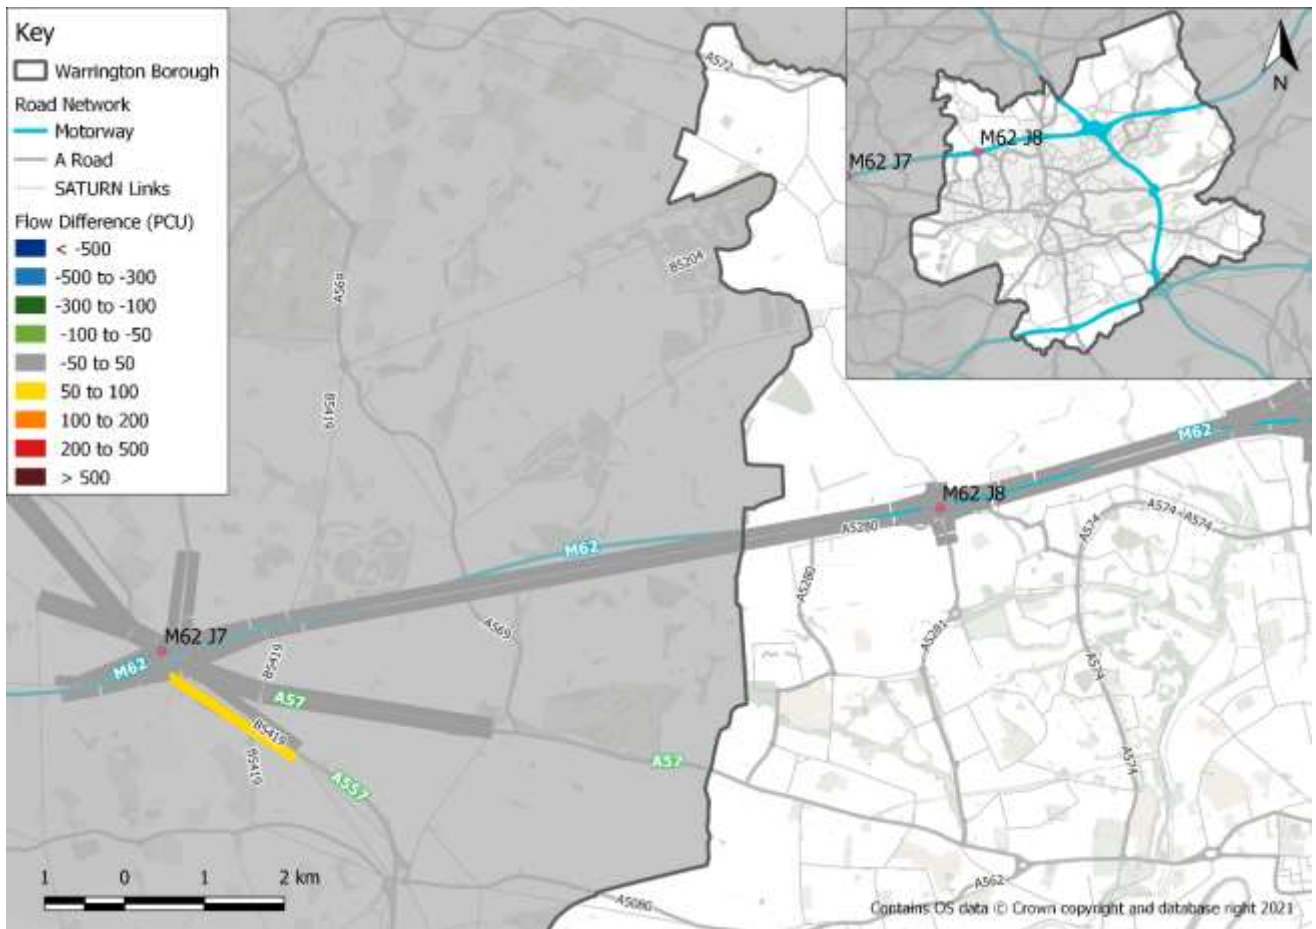 Key
Warrington Borough
Road Network
Motorway
A Road
SATURN Links
Flow Difference (PCU)
< -500
-500 to -300
-300 to -100
-100 to -50
-50 to 50
50 to 100
100 to 200
200 to 500
> 500
A572
M62 J8
M62 J7
N
B5204
A569
B5419
M62
M62 J8
A574
A574
A574
M62
A5280
A5280
A569
M62 J7
M62
B5419
A57
A5281
A574
B5419
B5419
A557
A57
A574
1 0 1 2 km
A5080
A562
Contains OS data © Crown copyright and database right 2021